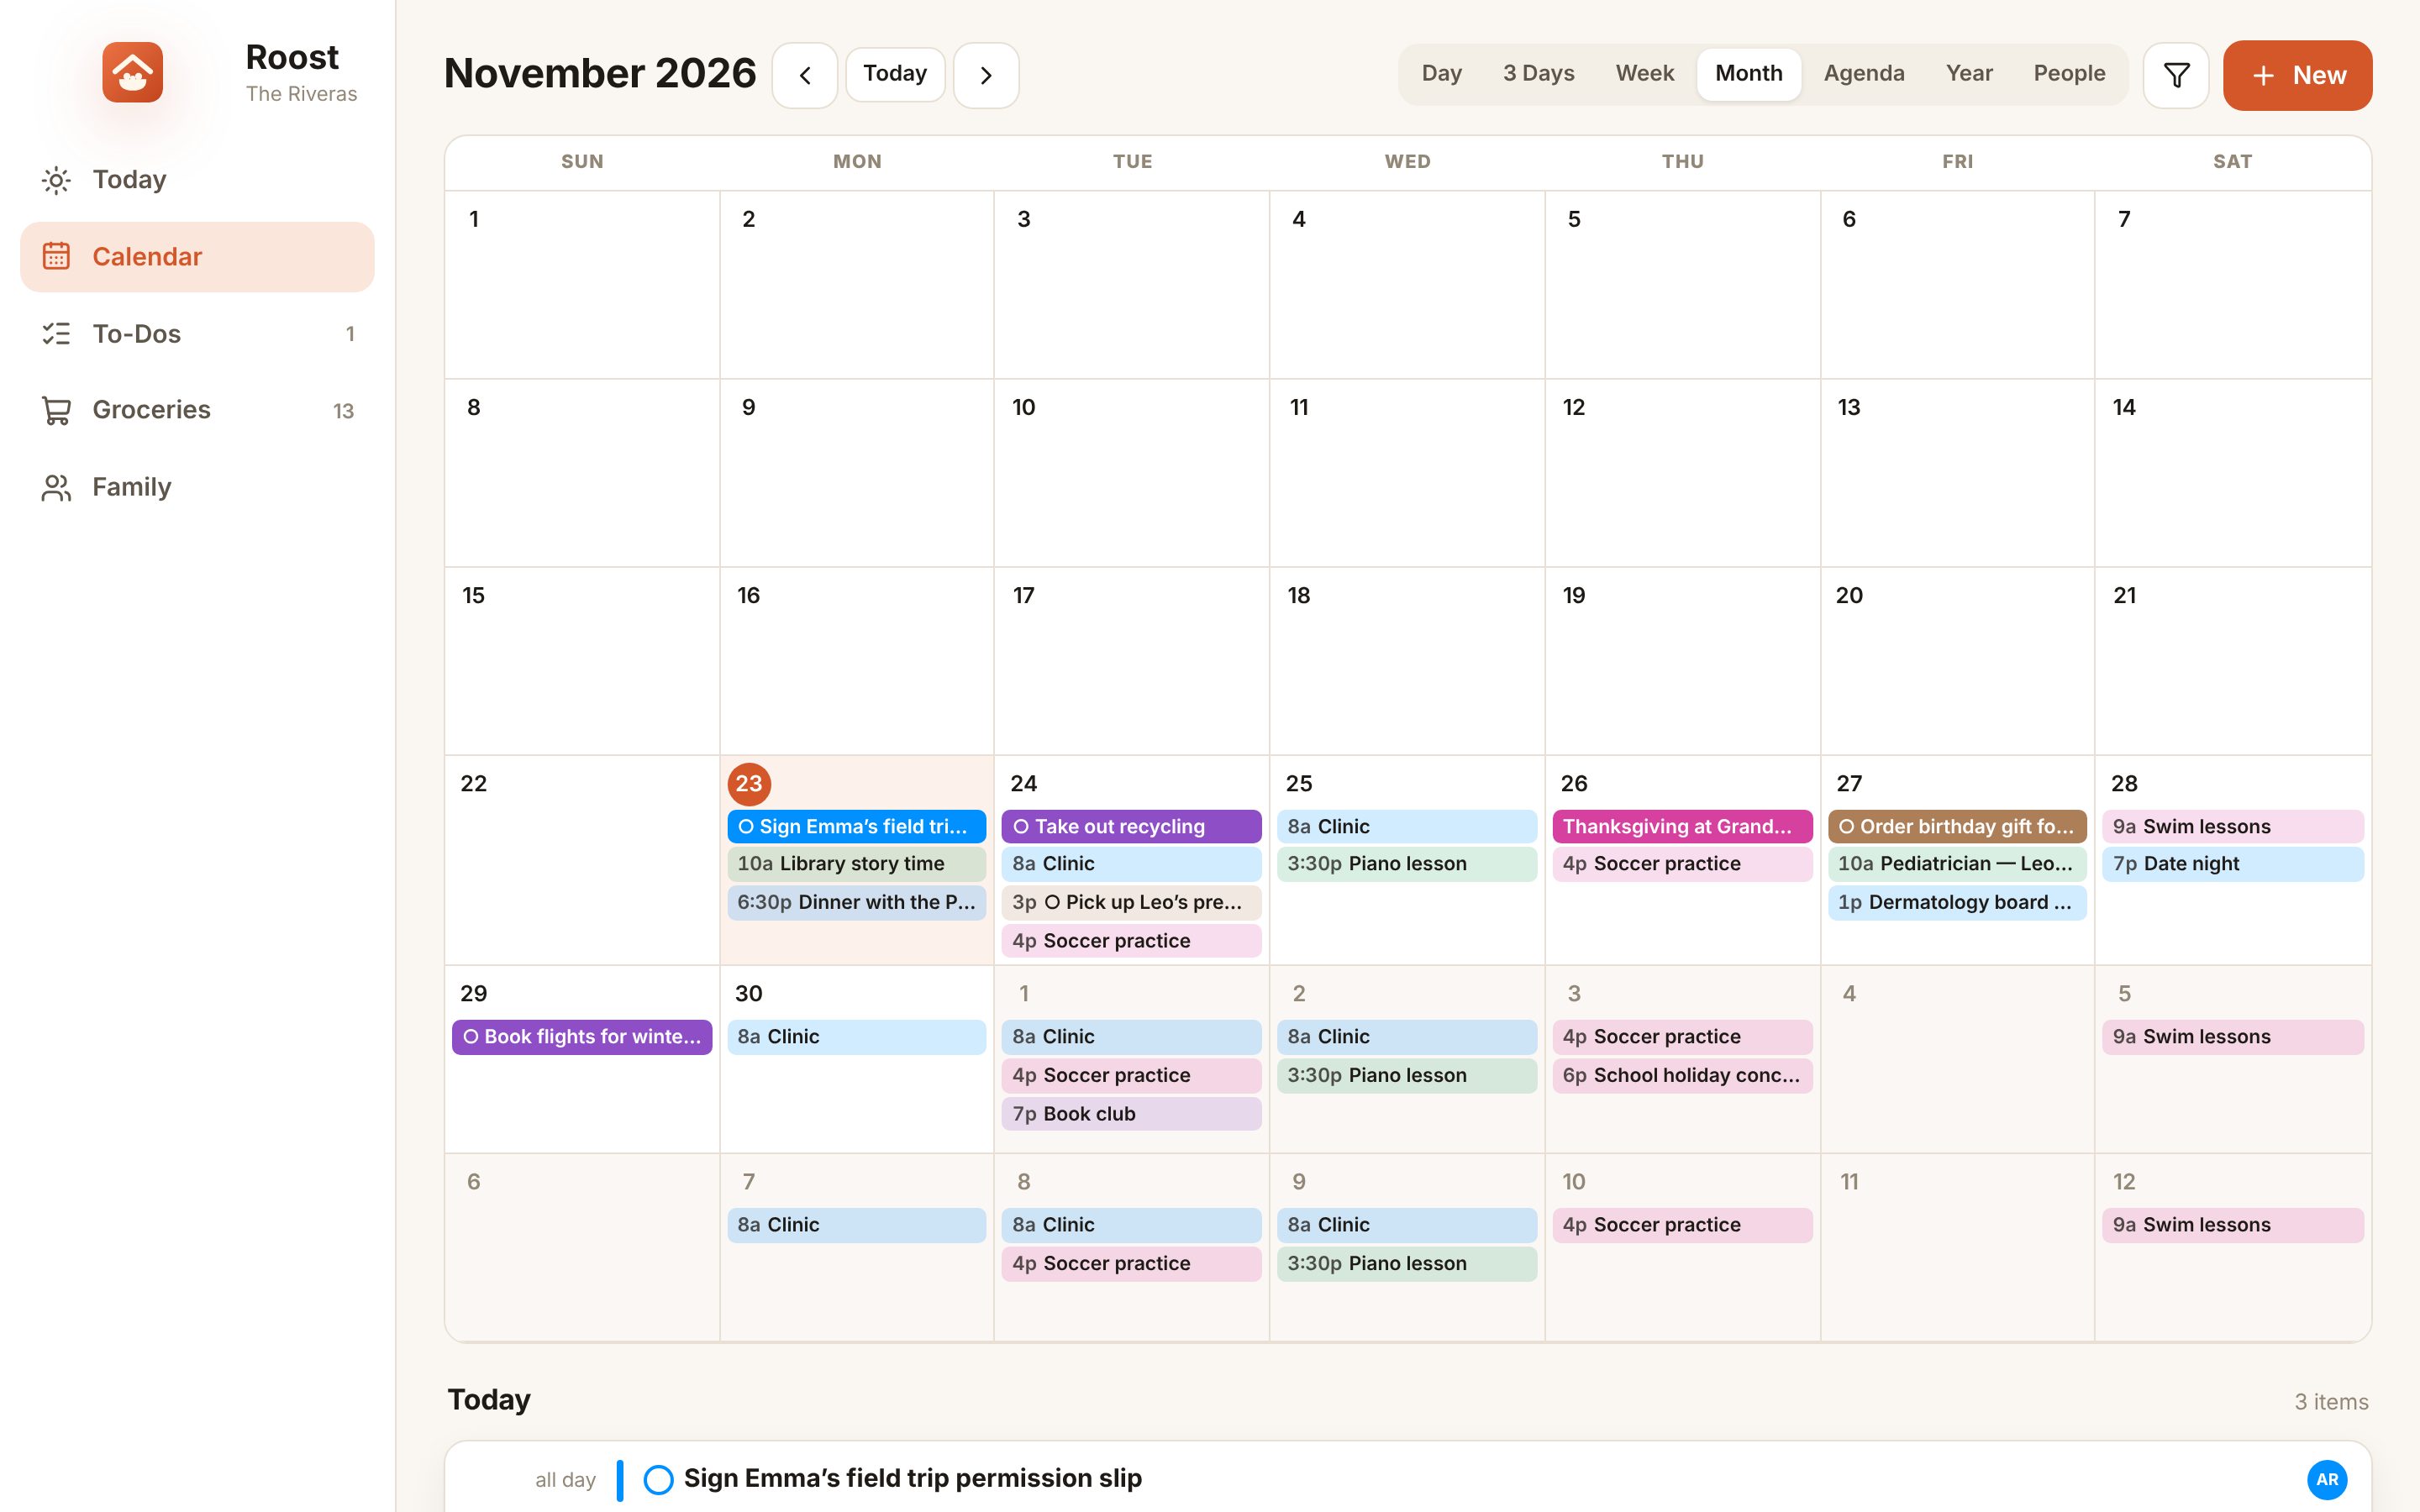 Roost
The Riveras
Today
Calendar
To-Dos 1
Groceries 13
Family
November 2026 Today Day 3 Days Week Month Agenda Year People New
SUN MON TUE WED THU FRI SAT
1 2 3 4 5 6 7
8 9 10 11 12 13 14
15 16 17 18 19 20 21
22 23 24 25 26 27 28
Sign Emma’s field tri... Take out recycling 8a Clinic Thanksgiving at Grand... Order birthday gift fo... 9a Swim lessons
10a Library story time 8a Clinic 3:30p Piano lesson 4p Soccer practice 10a Pediatrician — Leo... 7p Date night
6:30p Dinner with the P... 3p Pick up Leo’s pre... 1p Dermatology board ...
4p Soccer practice
29 30 1 2 3 4 5
Book flights for winte... 8a Clinic 8a Clinic 8a Clinic 4p Soccer practice 9a Swim lessons
4p Soccer practice 3:30p Piano lesson 6p School holiday conc...
7p Book club
6 7 8 9 10 11 12
8a Clinic 8a Clinic 8a Clinic 4p Soccer practice 9a Swim lessons
4p Soccer practice 3:30p Piano lesson
Today 3 items
all day Sign Emma’s field trip permission slip AR